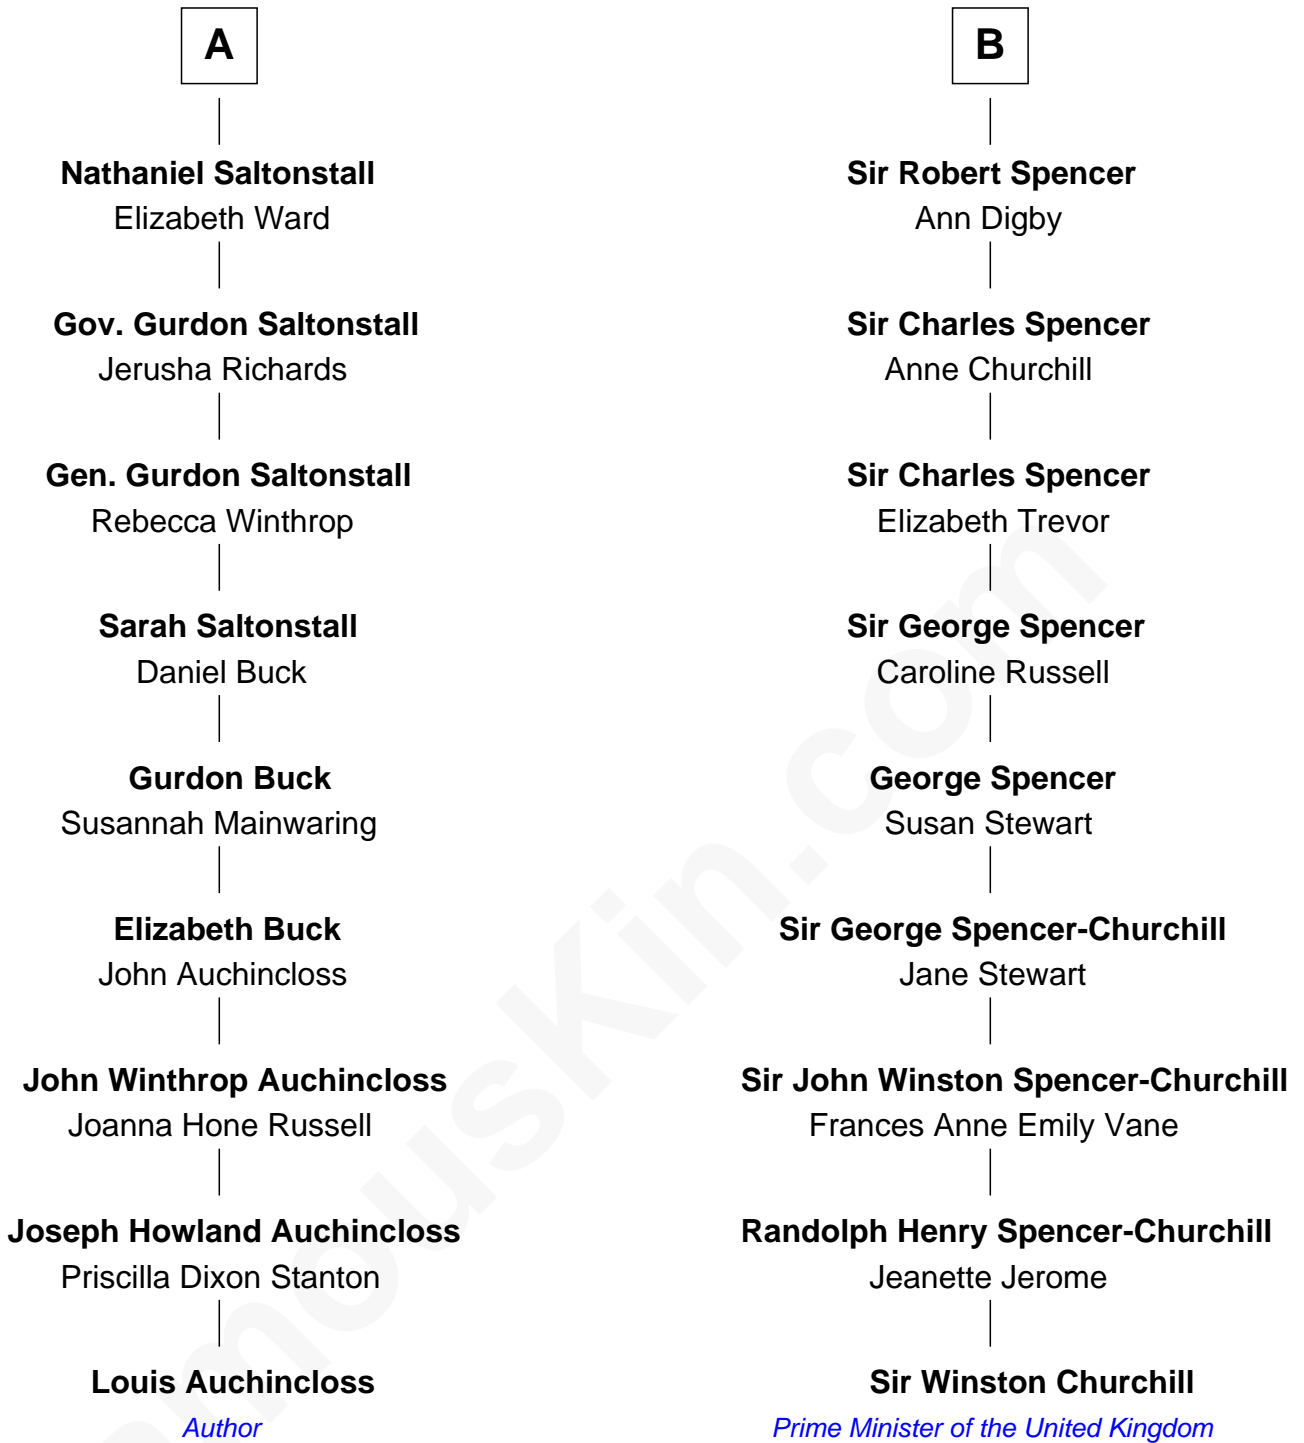 A
Nathaniel Saltonstall
Elizabeth Ward
Gov. Gurdon Saltonstall
Jerusha Richards
Gen. Gurdon Saltonstall
Rebecca Winthrop
Sarah Saltonstall
Daniel Buck
Gurdon Buck
Susannah Mainwaring
Elizabeth Buck
John Auchincloss
John Winthrop Auchincloss
Joanna Hone Russell
Joseph Howland Auchincloss
Priscilla Dixon Stanton
Louis Auchincloss
Author
B
Sir Robert Spencer
Ann Digby
Sir Charles Spencer
Anne Churchill
Sir Charles Spencer
Elizabeth Trevor
Sir George Spencer
Caroline Russell
George Spencer
Susan Stewart
Sir George Spencer-Churchill
Jane Stewart
Sir John Winston Spencer-Churchill
Frances Anne Emily Vane
Randolph Henry Spencer-Churchill
Jeanette Jerome
Sir Winston Churchill
Prime Minister of the United Kingdom
amousKin.com